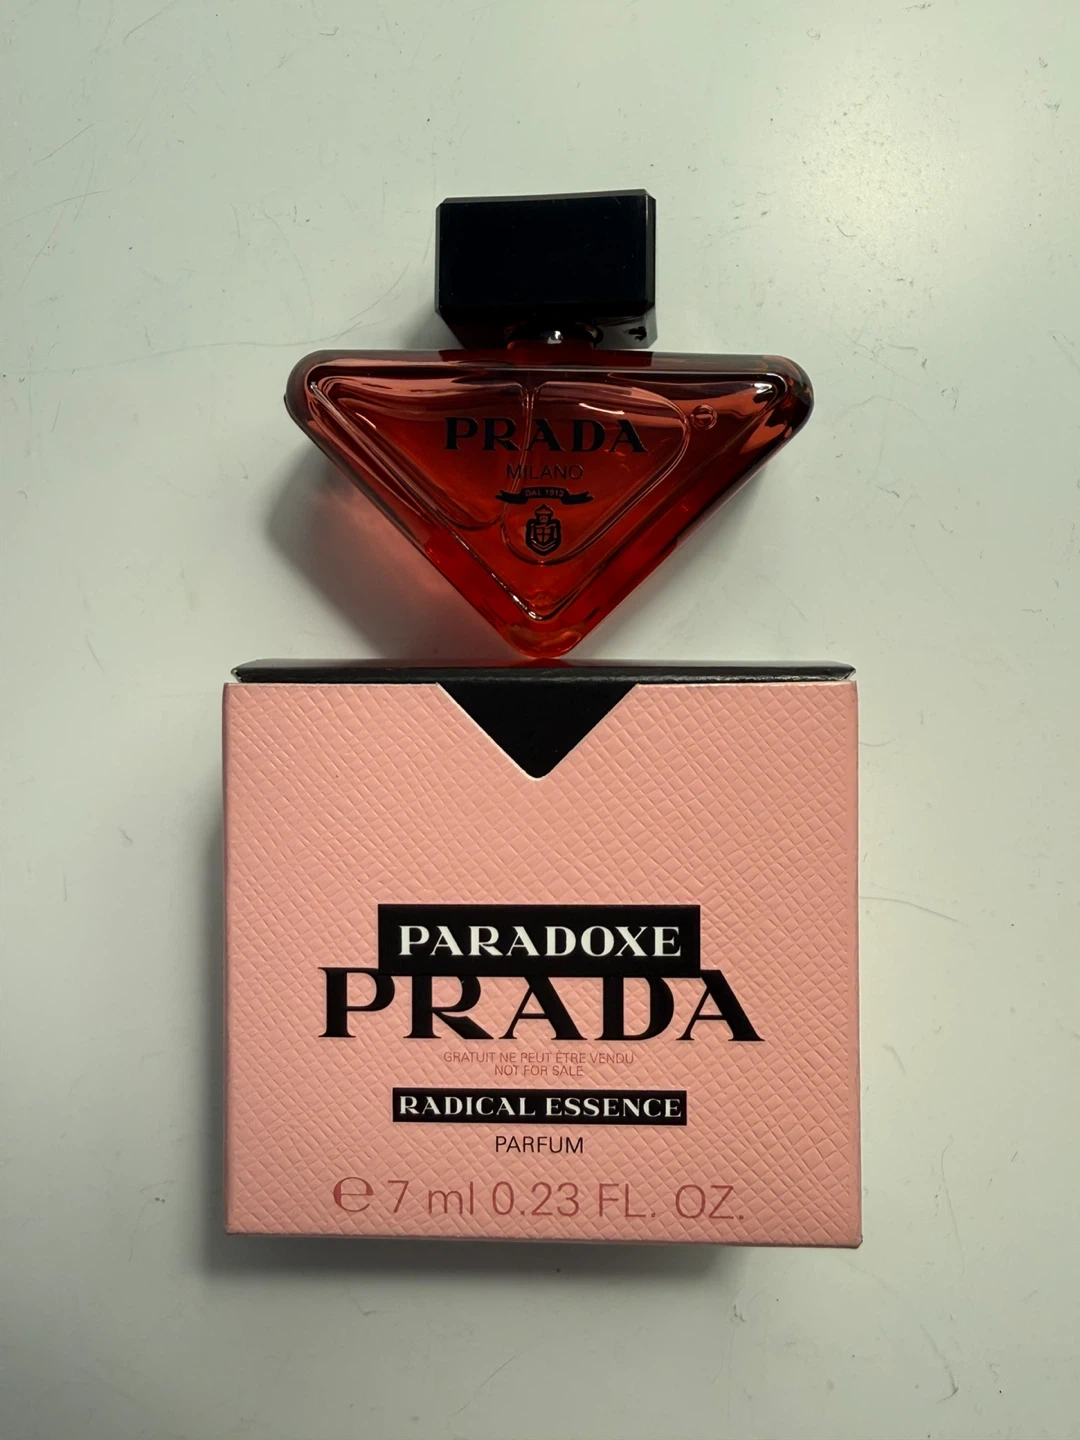 PRADA
MILANO
DAL 1913
PARADOXE
PRADA
GRATUIT NE PEUT ÊTRE VENDU
NOT FOR SALE
RADICAL ESSENCE
PARFUM
℮ 7 ml 0.23 FL. OZ.